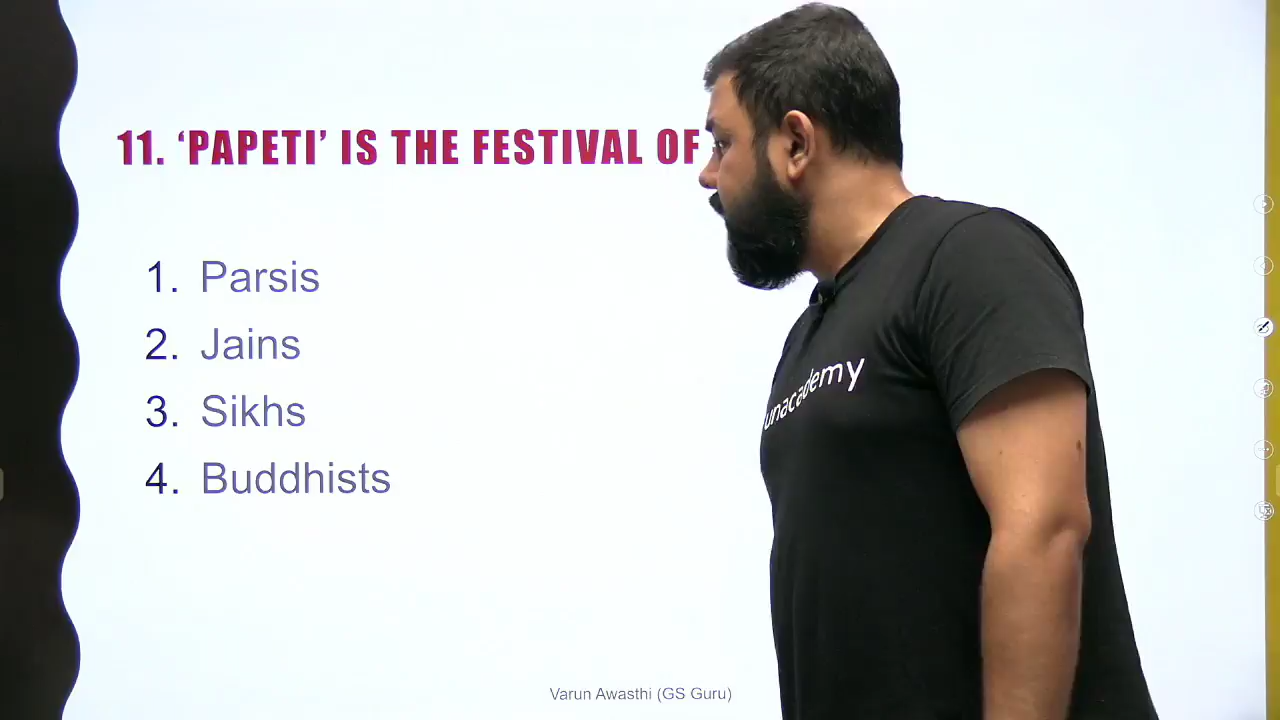 11. ‘PAPETI’ IS THE FESTIVAL OF
1. Parsis
2. Jains
3. Sikhs
4. Buddhists
unacademy
Varun Awasthi (GS Guru)